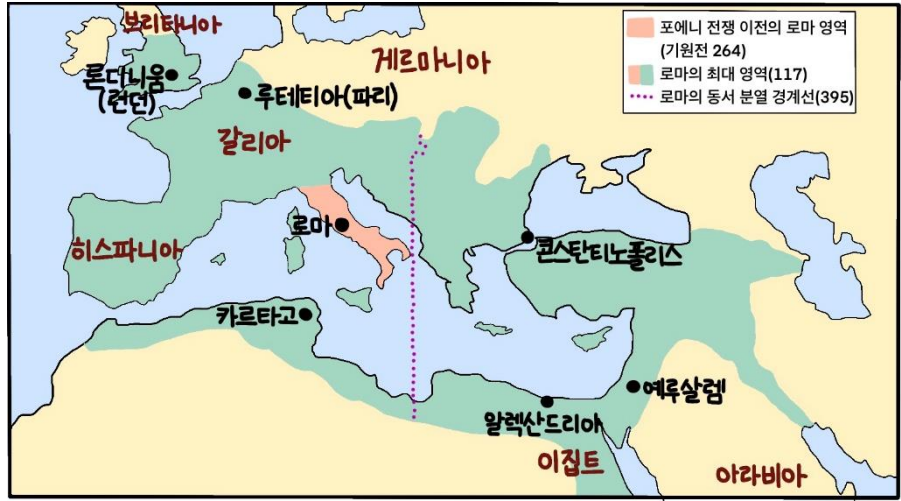 브리타니아
론디니움
(런던)
게르마니아
루테티아(파리)
갈리아
히스파니아
로마
콘스탄티노폴리스
카르타고
예루살렘
알렉산드리아
이집트
아라비아
포에니 전쟁 이전의 로마 영역
(기원전 264)
로마의 최대 영역(117)
로마의 동서 분열 경계선(395)